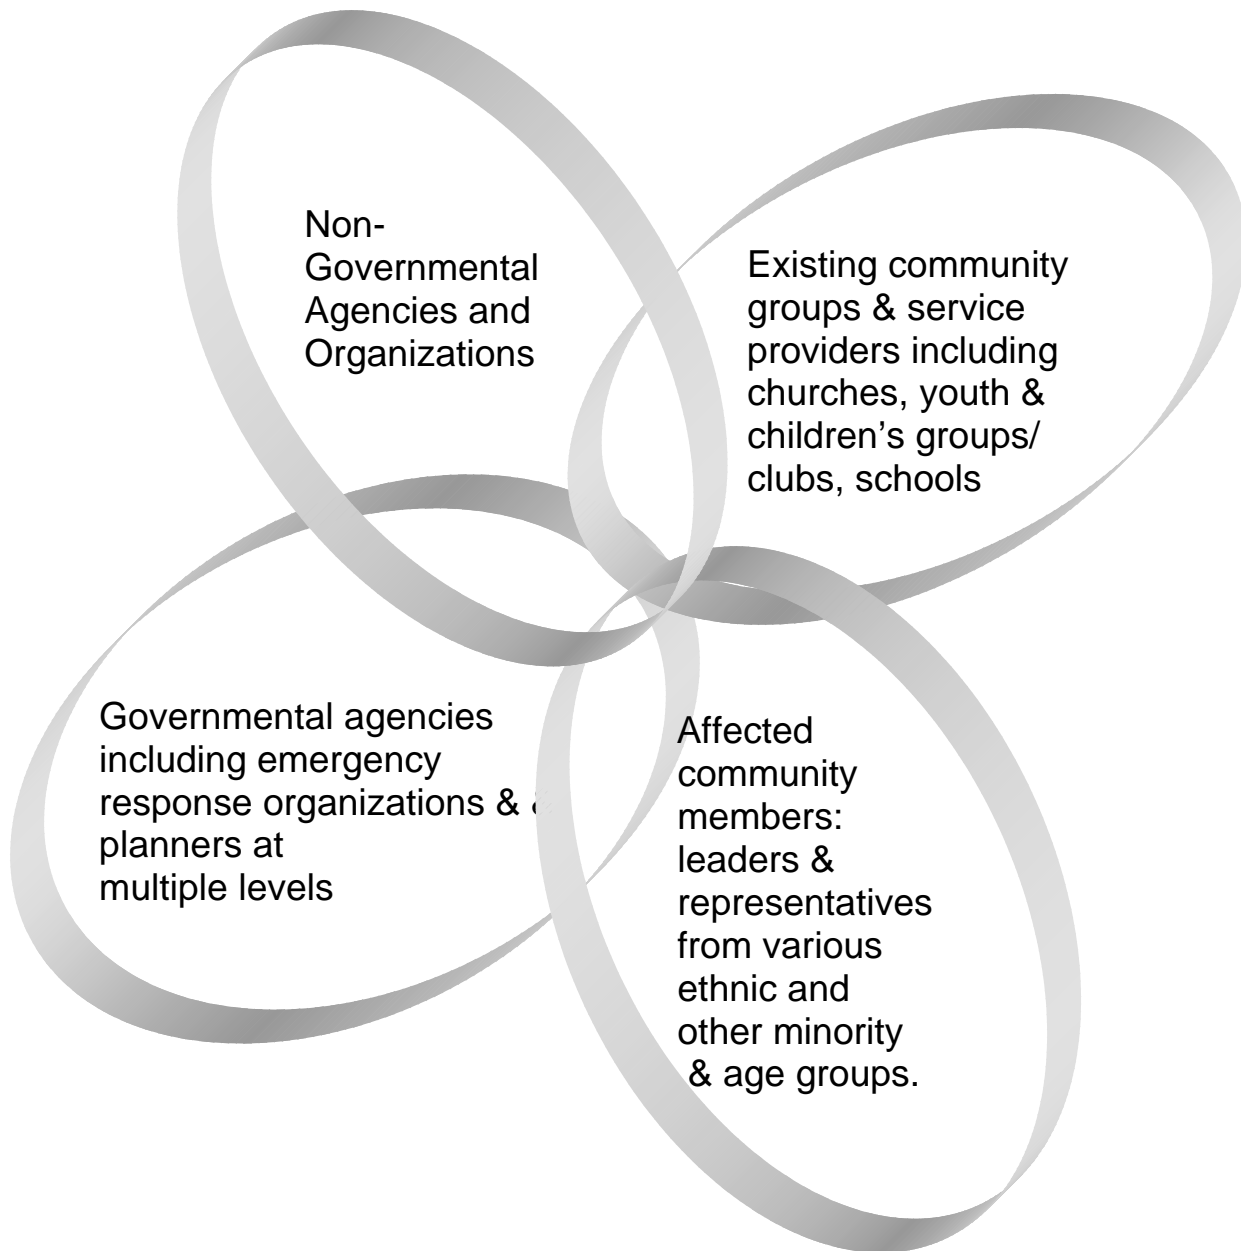 Non-
Governmental
Agencies and
Organizations
Existing community
groups & service
providers including
churches, youth &
children’s groups/
clubs, schools
Governmental agencies
including emergency
response organizations &
planners at
multiple levels
Affected
community
members:
leaders &
representatives
from various
ethnic and
other minority
& age groups.